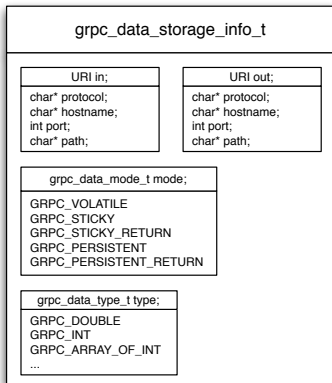 grpc_data_storage_info_t
URI in;
char* protocol;
char* hostname;
int port;
char* path;
URI out;
char* protocol;
char* hostname;
int port;
char* path;
grpc_data_mode_t mode;
GRPC_VOLATILE
GRPC_STICKY
GRPC_STICKY_RETURN
GRPC_PERSISTENT
GRPC_PERSISTENT_RETURN
grpc_data_type_t type;
GRPC_DOUBLE
GRPC_INT
GRPC_ARRAY_OF_INT
...